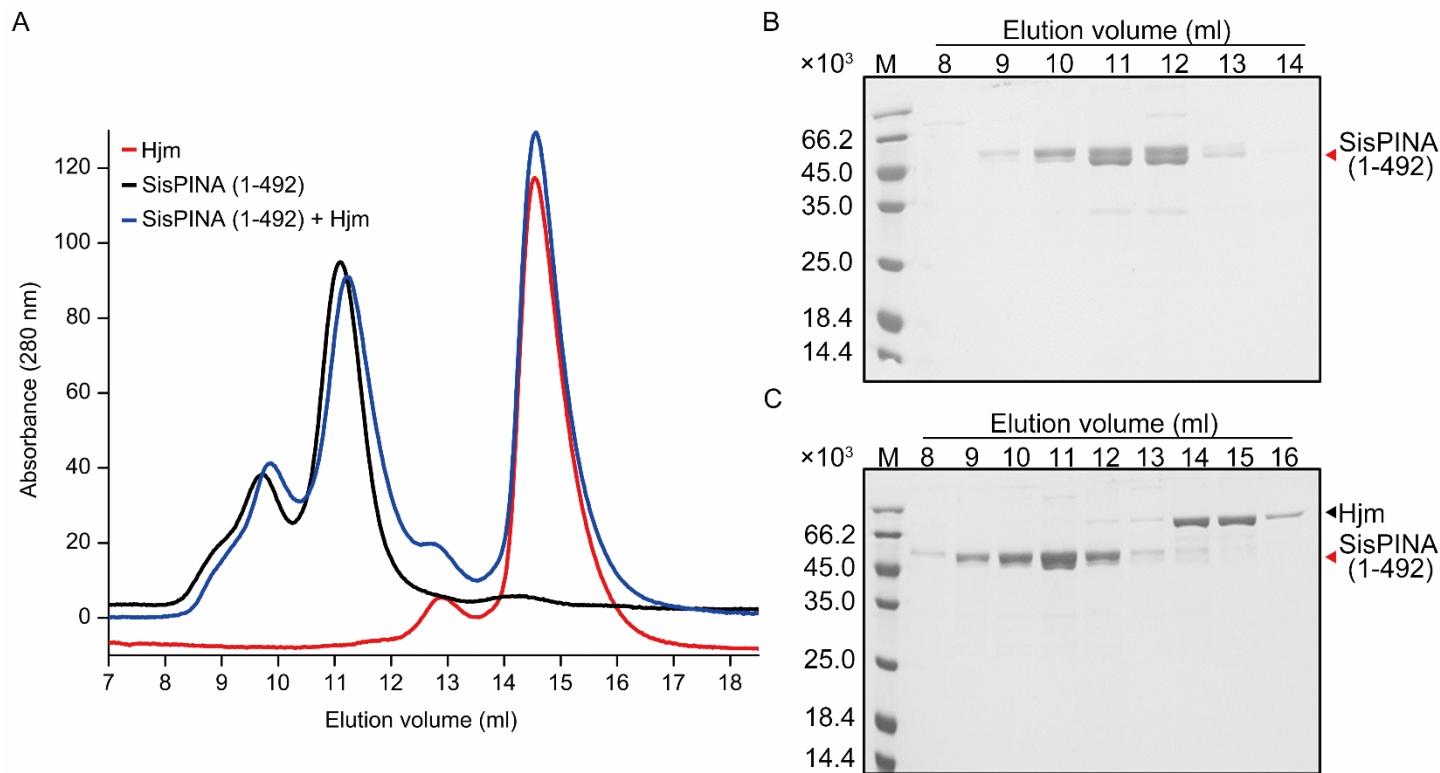 A
Absorbance (280 nm)
120
100
80
60
40
20
0
Hjm
SisPINA (1-492)
SisPINA (1-492) + Hjm
7 8 9 10 11 12 13 14 15 16 17 18
Elution volume (ml)
B
Elution volume (ml)
×10³ M 8 9 10 11 12 13 14
66.2
45.0
35.0
25.0
18.4
14.4
SisPINA
(1-492)
C
Elution volume (ml)
×10³ M 8 9 10 11 12 13 14 15 16
66.2
45.0
35.0
25.0
18.4
14.4
Hjm
SisPINA
(1-492)